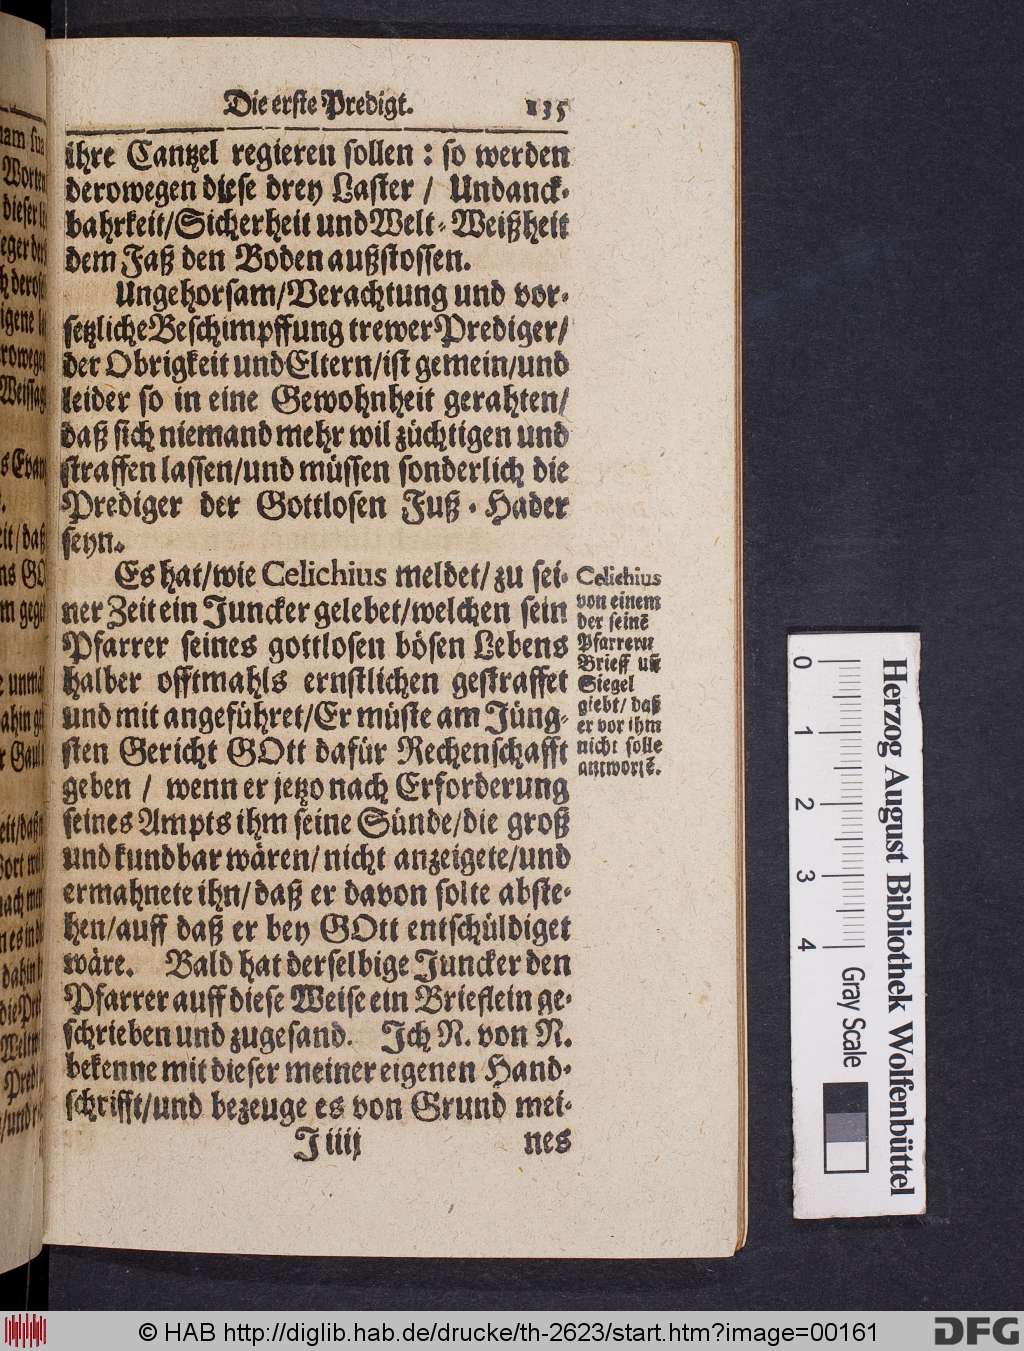 Die erste Predigt. 135
ihre Cantzel regieren sollen : so werden
derowegen diese drey Laster / Undanck-
bahrkeit/Sicherheit und Welt-Weißheit
dem Faß den Boden außstossen.
Ungehorsam/Verachtung und vor-
setzliche Beschimpffung trewer Prediger/
der Obrigkeit und Eltern/ist gemein/und
leider so in eine Gewohnheit gerahten/
daß sich niemand mehr wil züchtigen und
straffen lassen/und müssen sonderlich die
Prediger der Gottlosen Fuß-Hader
seyn.
Es hat/wie Celichius meldet/zu sei-
ner Zeit ein Juncker gelebet/welchen sein
Pfarrer seines gottlosen bösen Lebens
halber offtmahls ernstlichen gestraffet
und mit angeführet/Er müste am Jüng-
sten Gericht GOtt dafür Rechenschafft
geben / wenn er jetzo nach Erforderung
seines Ampts ihm seine Sünde/die groß
und kundbar wären/nicht anzeigete/und
ermahnete ihn/daß er davon solte abste-
hen/auff daß er bey GOtt entschüldiget
wäre. Bald hat derselbige Juncker den
Pfarrer auff diese Weise ein Brieflein ge-
schrieben und zugesand. Ich N. von N.
bekenne mit dieser meiner eigenen Hand-
schrifft/und bezeuge es von Grund mei-
J iiij nes
Celichius
von einem
der seinẽ
Pfarrern
Brieff uñ
Siegel
giebt/daß
er vor ihm
nicht solle
antwortẽ.
Herzog August Bibliothek Wolfenbüttel
0 1 2 3 4
Gray Scale
© HAB http://diglib.hab.de/drucke/th-2623/start.htm?image=00161
DFG